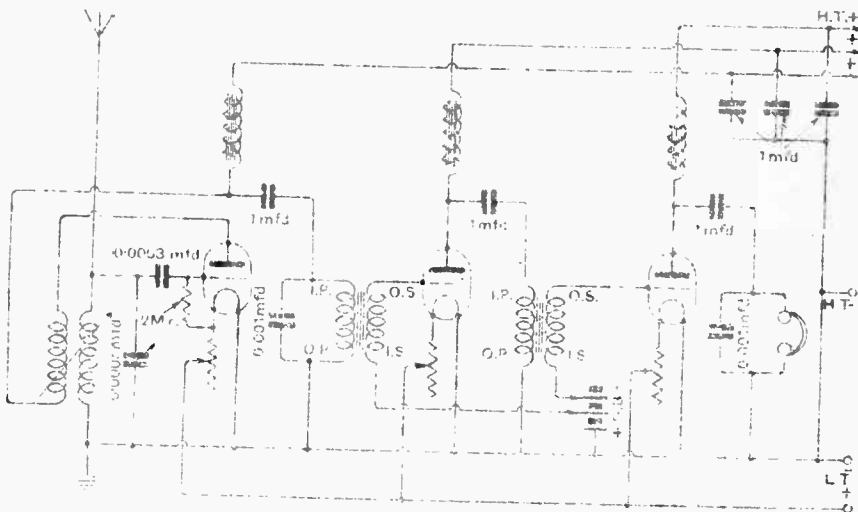 H.T.+
+
+
1 mfd
1 mfd
1 mfd
1 mfd
0.0003 mfd
I.P.
O.S.
I.P.
O.S.
2M
0.001 mfd
H.T.-
O.P.
I.S.
O.P.
I.S.
+
L.T.
+